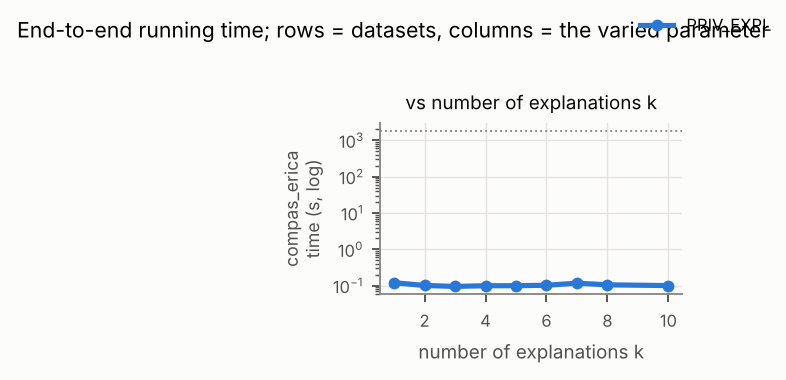 End-to-end running time; rows = datasets, columns = the varied parameter
PRIV_EXPL
vs number of explanations k
compas_erica
time (s, log)
10³
10²
10¹
10⁰
10⁻¹
2 4 6 8 10
number of explanations k